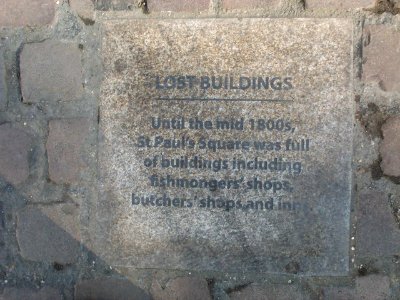 LOST BUILDINGS
Until the mid 1800s,
St Paul's Square was full
of buildings including
fishmongers' shops,
butchers' shops and inns.